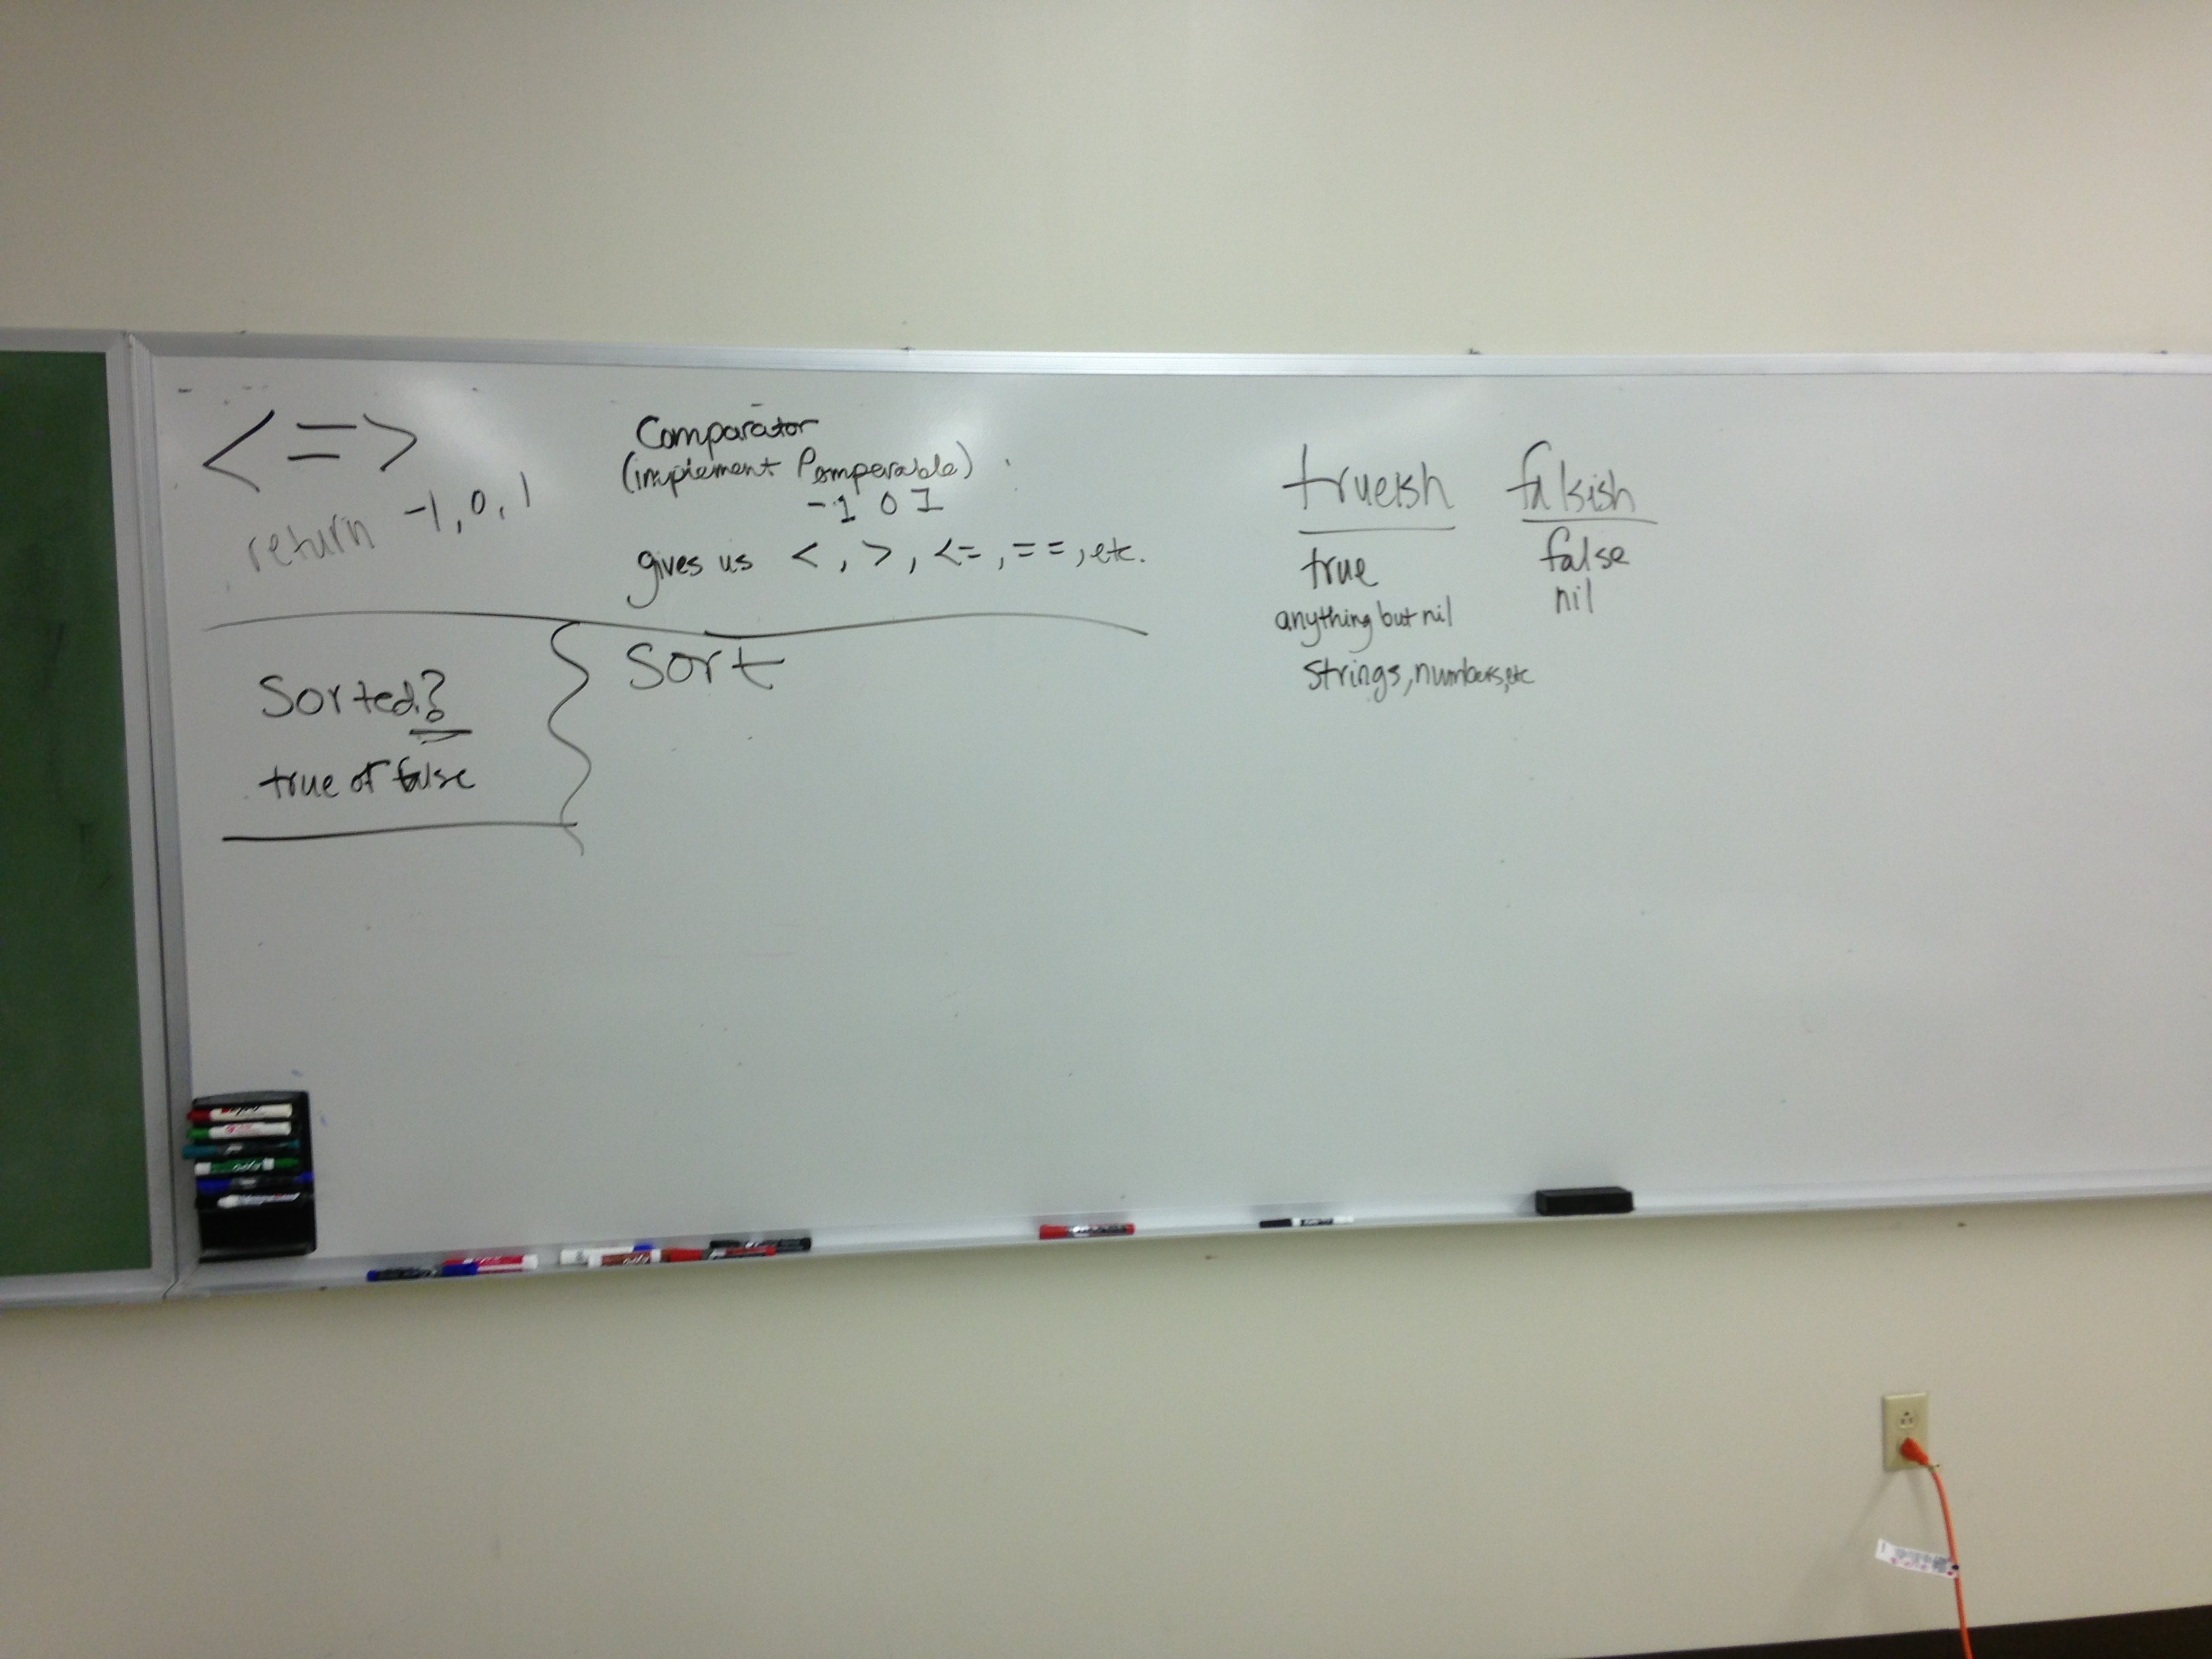 <=>
return -1, 0, 1
Comparator
(implement Pomperable)
-1 0 1
gives us <, >, <=, ==, etc.
Sorted?
true or false
Sort
trueish
true
anything but nil
strings, numbers, etc
falsish
false
nil